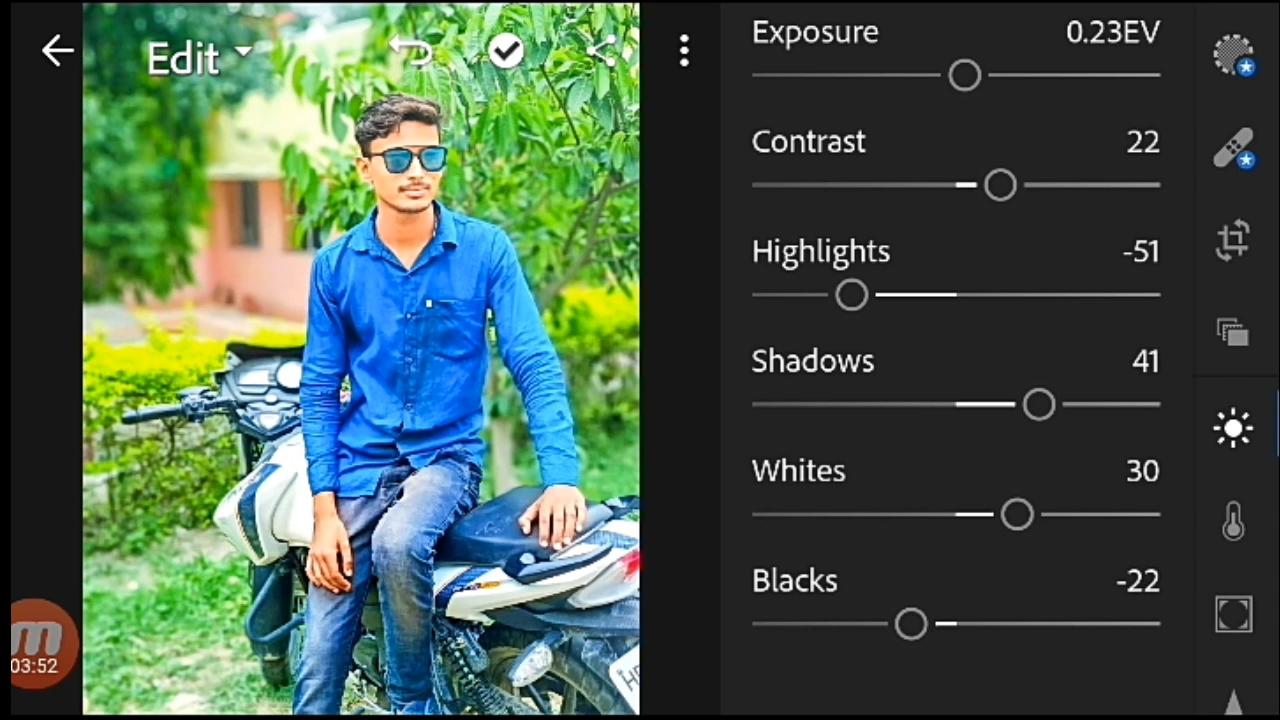 Edit
Exposure 0.23EV
Contrast 22
Highlights -51
Shadows 41
Whites 30
Blacks -22
03:52